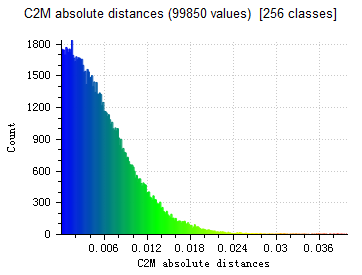 C2M absolute distances (99850 values) [256 classes]
1800
1500
1200
900
600
300
0
Count
0.006 0.012 0.018 0.024 0.03 0.036
C2M absolute distances